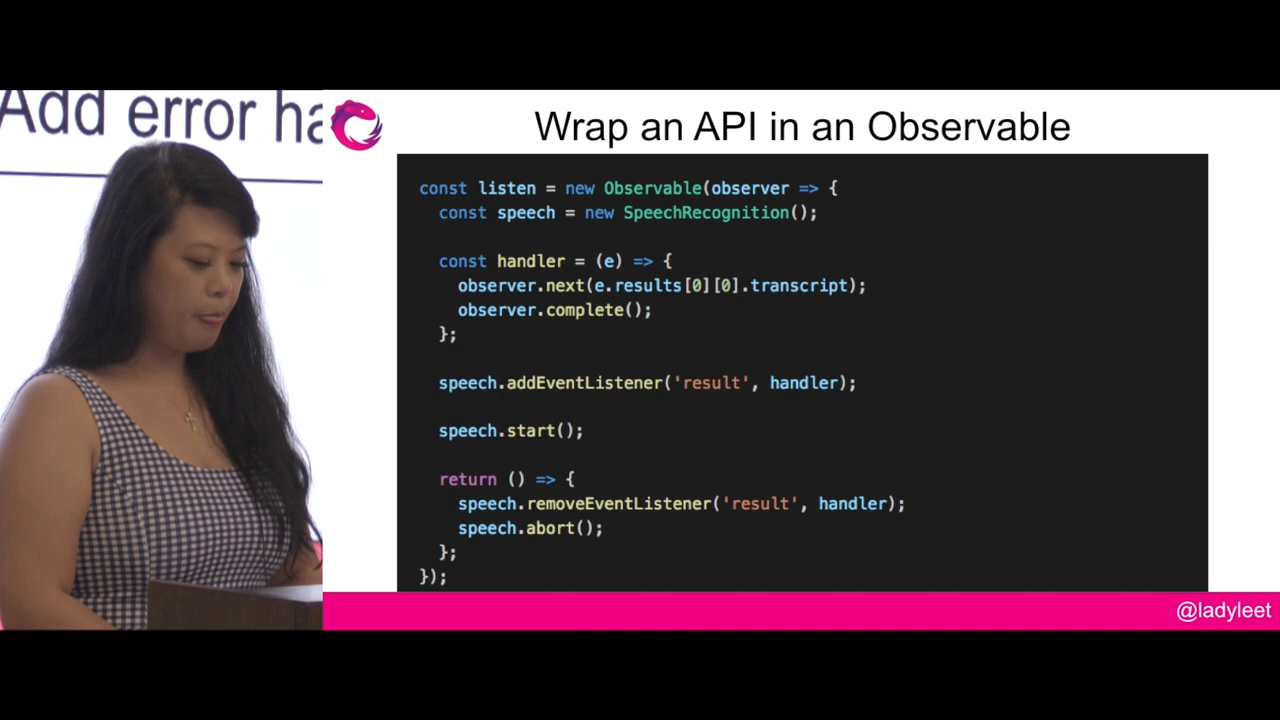 Add error ha
Wrap an API in an Observable
const listen = new Observable(observer => {
  const speech = new SpeechRecognition();

  const handler = (e) => {
    observer.next(e.results[0][0].transcript);
    observer.complete();
  };

  speech.addEventListener('result', handler);

  speech.start();

  return () => {
    speech.removeEventListener('result', handler);
    speech.abort();
  };
});
@ladyleet